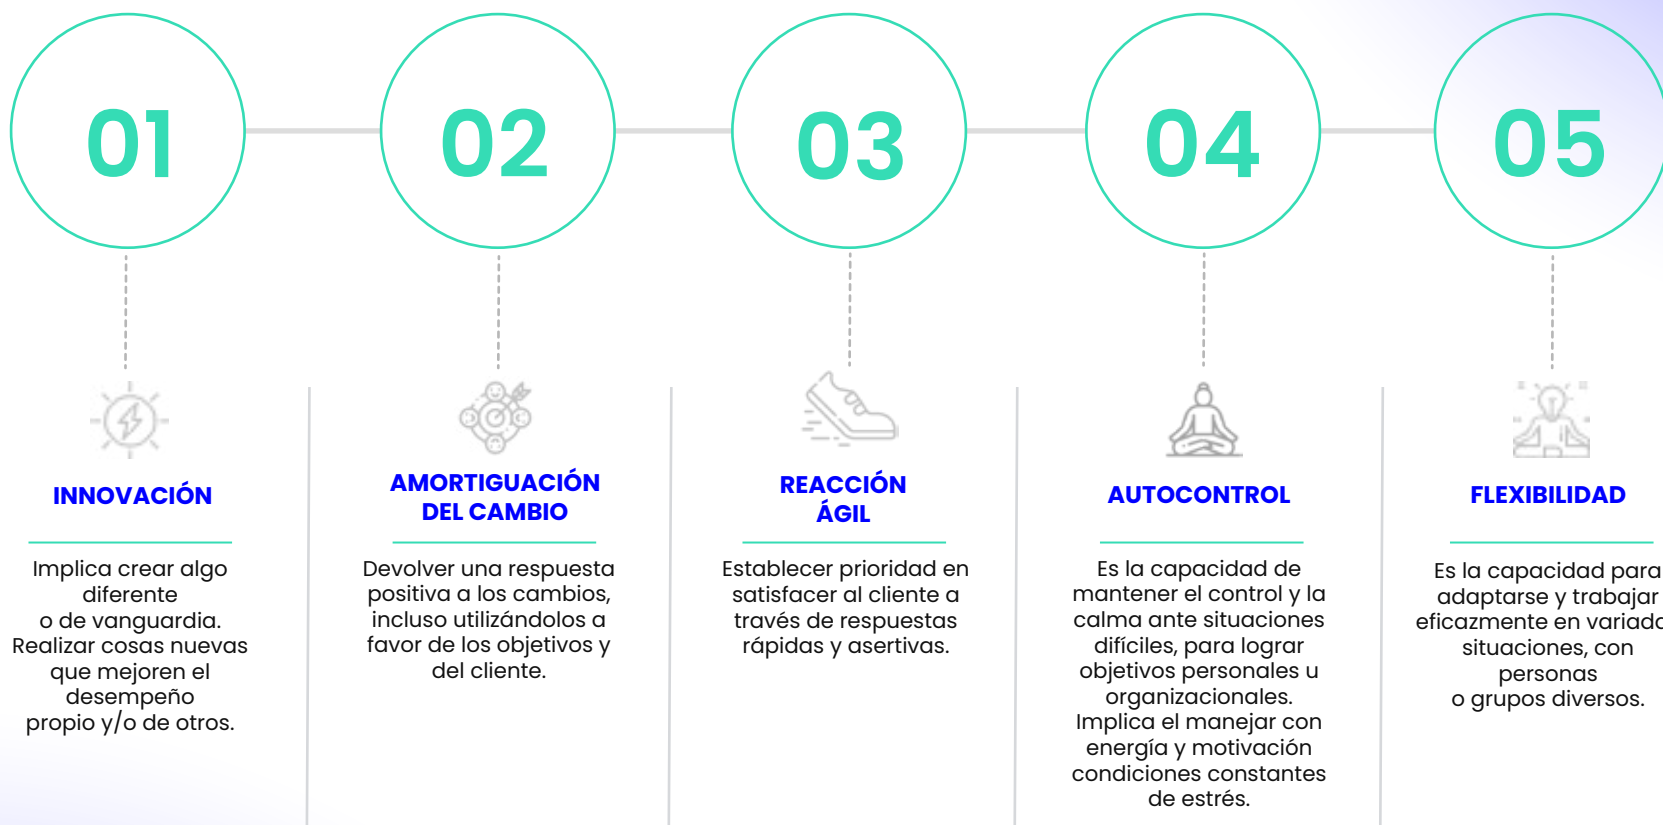 01
02
03
04
05
INNOVACIÓN
Implica crear algo
diferente
o de vanguardia.
Realizar cosas nuevas
que mejoren el
desempeño
propio y/o de otros.
AMORTIGUACIÓN
DEL CAMBIO
Devolver una respuesta
positiva a los cambios,
incluso utilizándolos a
favor de los objetivos y
del cliente.
REACCIÓN
ÁGIL
Establecer prioridad en
satisfacer al cliente a
través de respuestas
rápidas y asertivas.
AUTOCONTROL
Es la capacidad de
mantener el control y la
calma ante situaciones
difíciles, para lograr
objetivos personales u
organizacionales.
Implica el manejar con
energía y motivación
condiciones constantes
de estrés.
FLEXIBILIDAD
Es la capacidad para
adaptarse y trabajar
eficazmente en
situaciones, con
personas
o grupos diversos.